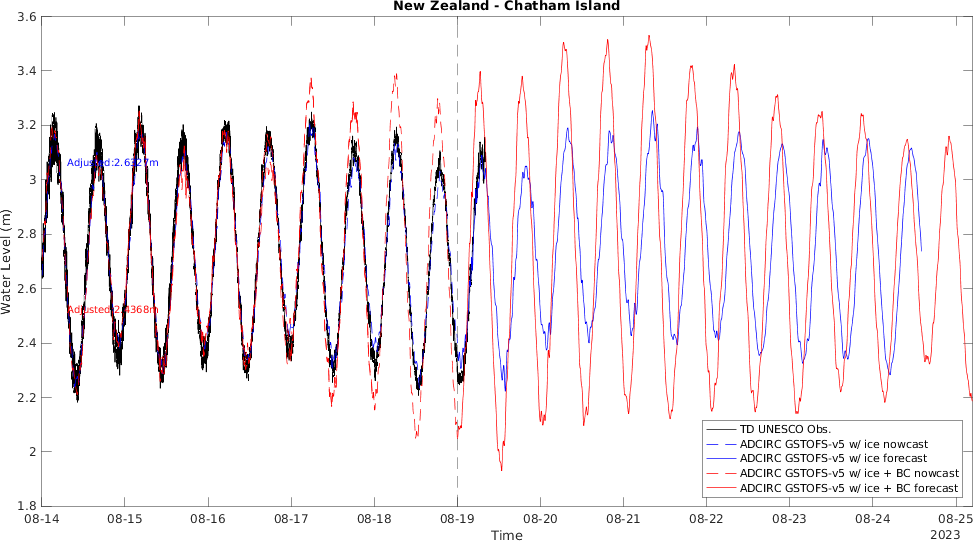 New Zealand - Chatham Island
3.6
3.4
3.2
3
2.8
2.6
2.4
2.2
2
1.8
Water Level (m)
Adjusted:2.6227m
Adjusted:2.4368m
TD UNESCO Obs.
ADCIRC GSTOFS-v5 w/ ice nowcast
ADCIRC GSTOFS-v5 w/ ice forecast
ADCIRC GSTOFS-v5 w/ ice + BC nowcast
ADCIRC GSTOFS-v5 w/ ice + BC forecast
08-14 08-15 08-16 08-17 08-18 08-19 08-20 08-21 08-22 08-23 08-24 08-25
Time
2023